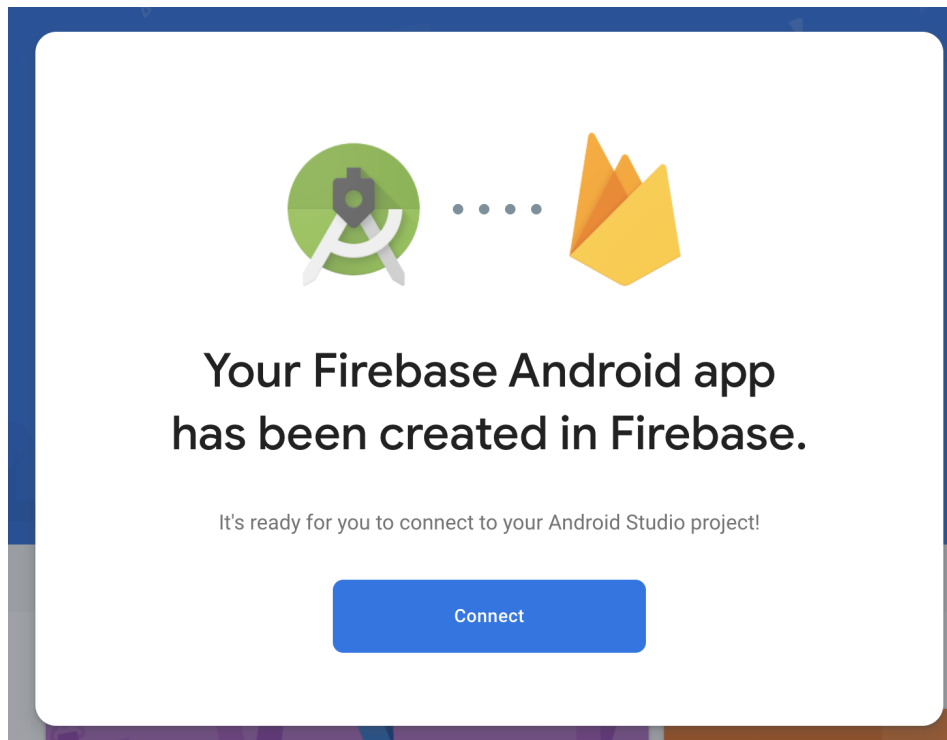 Your Firebase Android app
has been created in Firebase.
It's ready for you to connect to your Android Studio project!
Connect